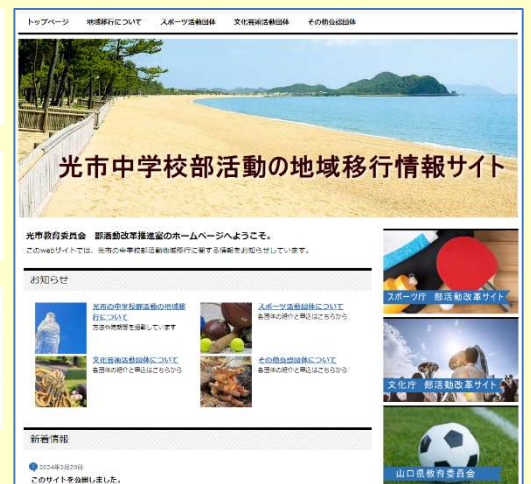 トップページ　地域移行について　スポーツ活動団体　文化芸術活動団体　その他公認団体
光市中学校部活動の地域移行情報サイト
光市教育委員会　部活動改革推進室のホームページへようこそ。
このwebサイトでは、光市の中学校部活動地域移行に関する情報をお知らせしています。
お知らせ
光市の中学校部活動の地域移
行について
方法や時期等を掲載しています
スポーツ活動団体について
各団体の紹介と申込はこちらから
文化芸術活動団体について
各団体の紹介と申込はこちらから
その他公認団体について
各団体の紹介と申込はこちらから
新着情報
2024年2月29日
このサイトを公開しました。
スポーツ庁　部活動改革サイト
文化庁　部活動改革サイト
山口県教育委員会